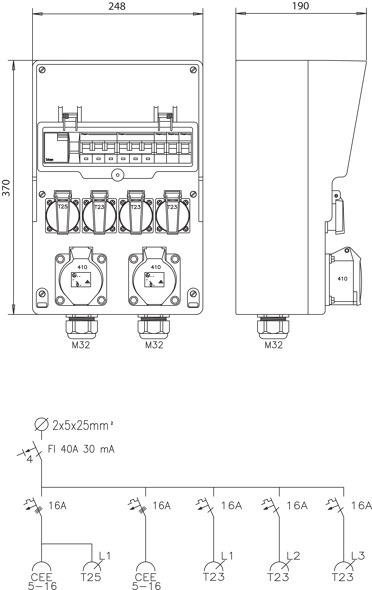 248
190
370
T25
T23
T23
T23
410
410
410
M32
M32
M32
2x5x25mm²
FI 40A 30 mA
4
16A
16A
16A
16A
16A
L1
L1
L2
L3
CEE
5-16
T25
CEE
5-16
T23
T23
T23